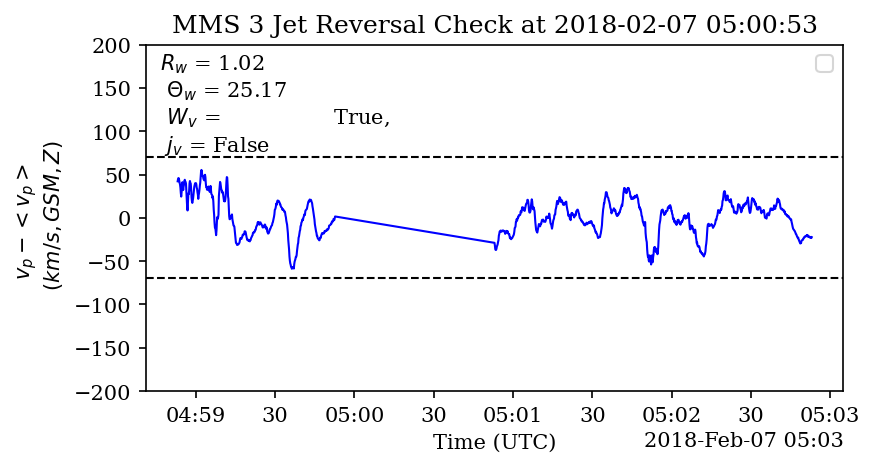 MMS 3 Jet Reversal Check at 2018-02-07 05:00:53
R_w = 1.02
Θ_w = 25.17
W_v = True,
j_v = False
v_p − < v_p >
(km/s, GSM, Z)
200
150
100
50
0
−50
−100
−150
−200
04:59 30 05:00 30 05:01 30 05:02 30 05:03
Time (UTC)
2018-Feb-07 05:03